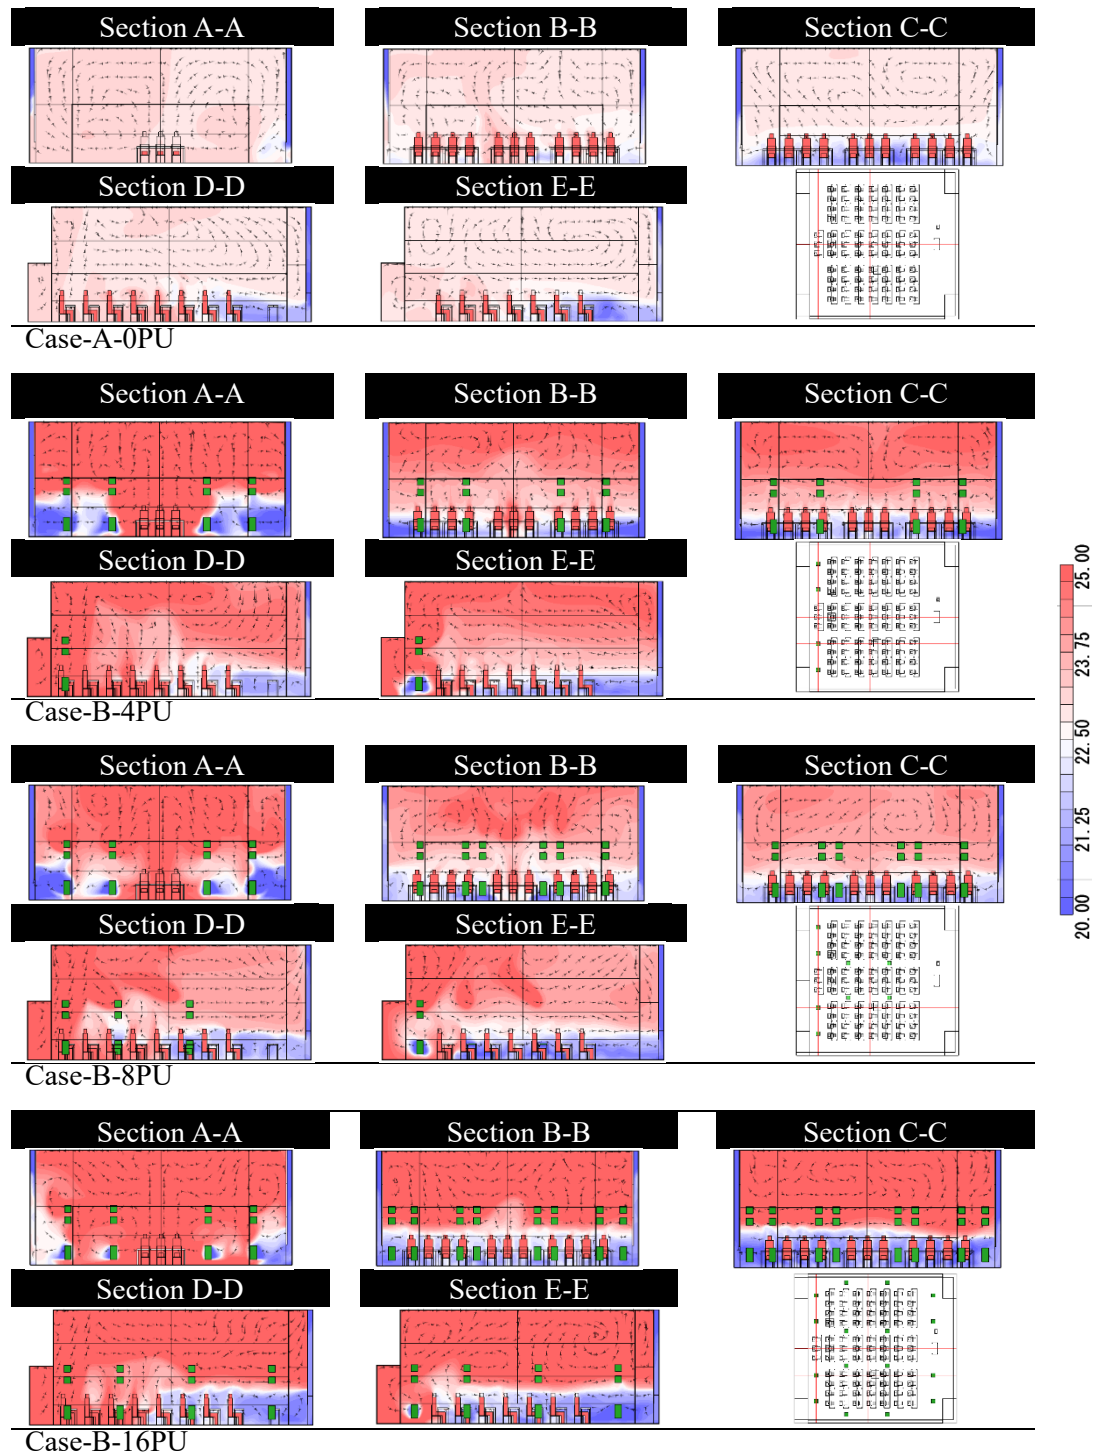 Section A-A
Section B-B
Section C-C
Section D-D
Section E-E
Case-A-0PU
Section A-A
Section B-B
Section C-C
Section D-D
Section E-E
Case-B-4PU
Section A-A
Section B-B
Section C-C
Section D-D
Section E-E
Case-B-8PU
Section A-A
Section B-B
Section C-C
Section D-D
Section E-E
Case-B-16PU
25.00
23.75
22.50
21.25
20.00